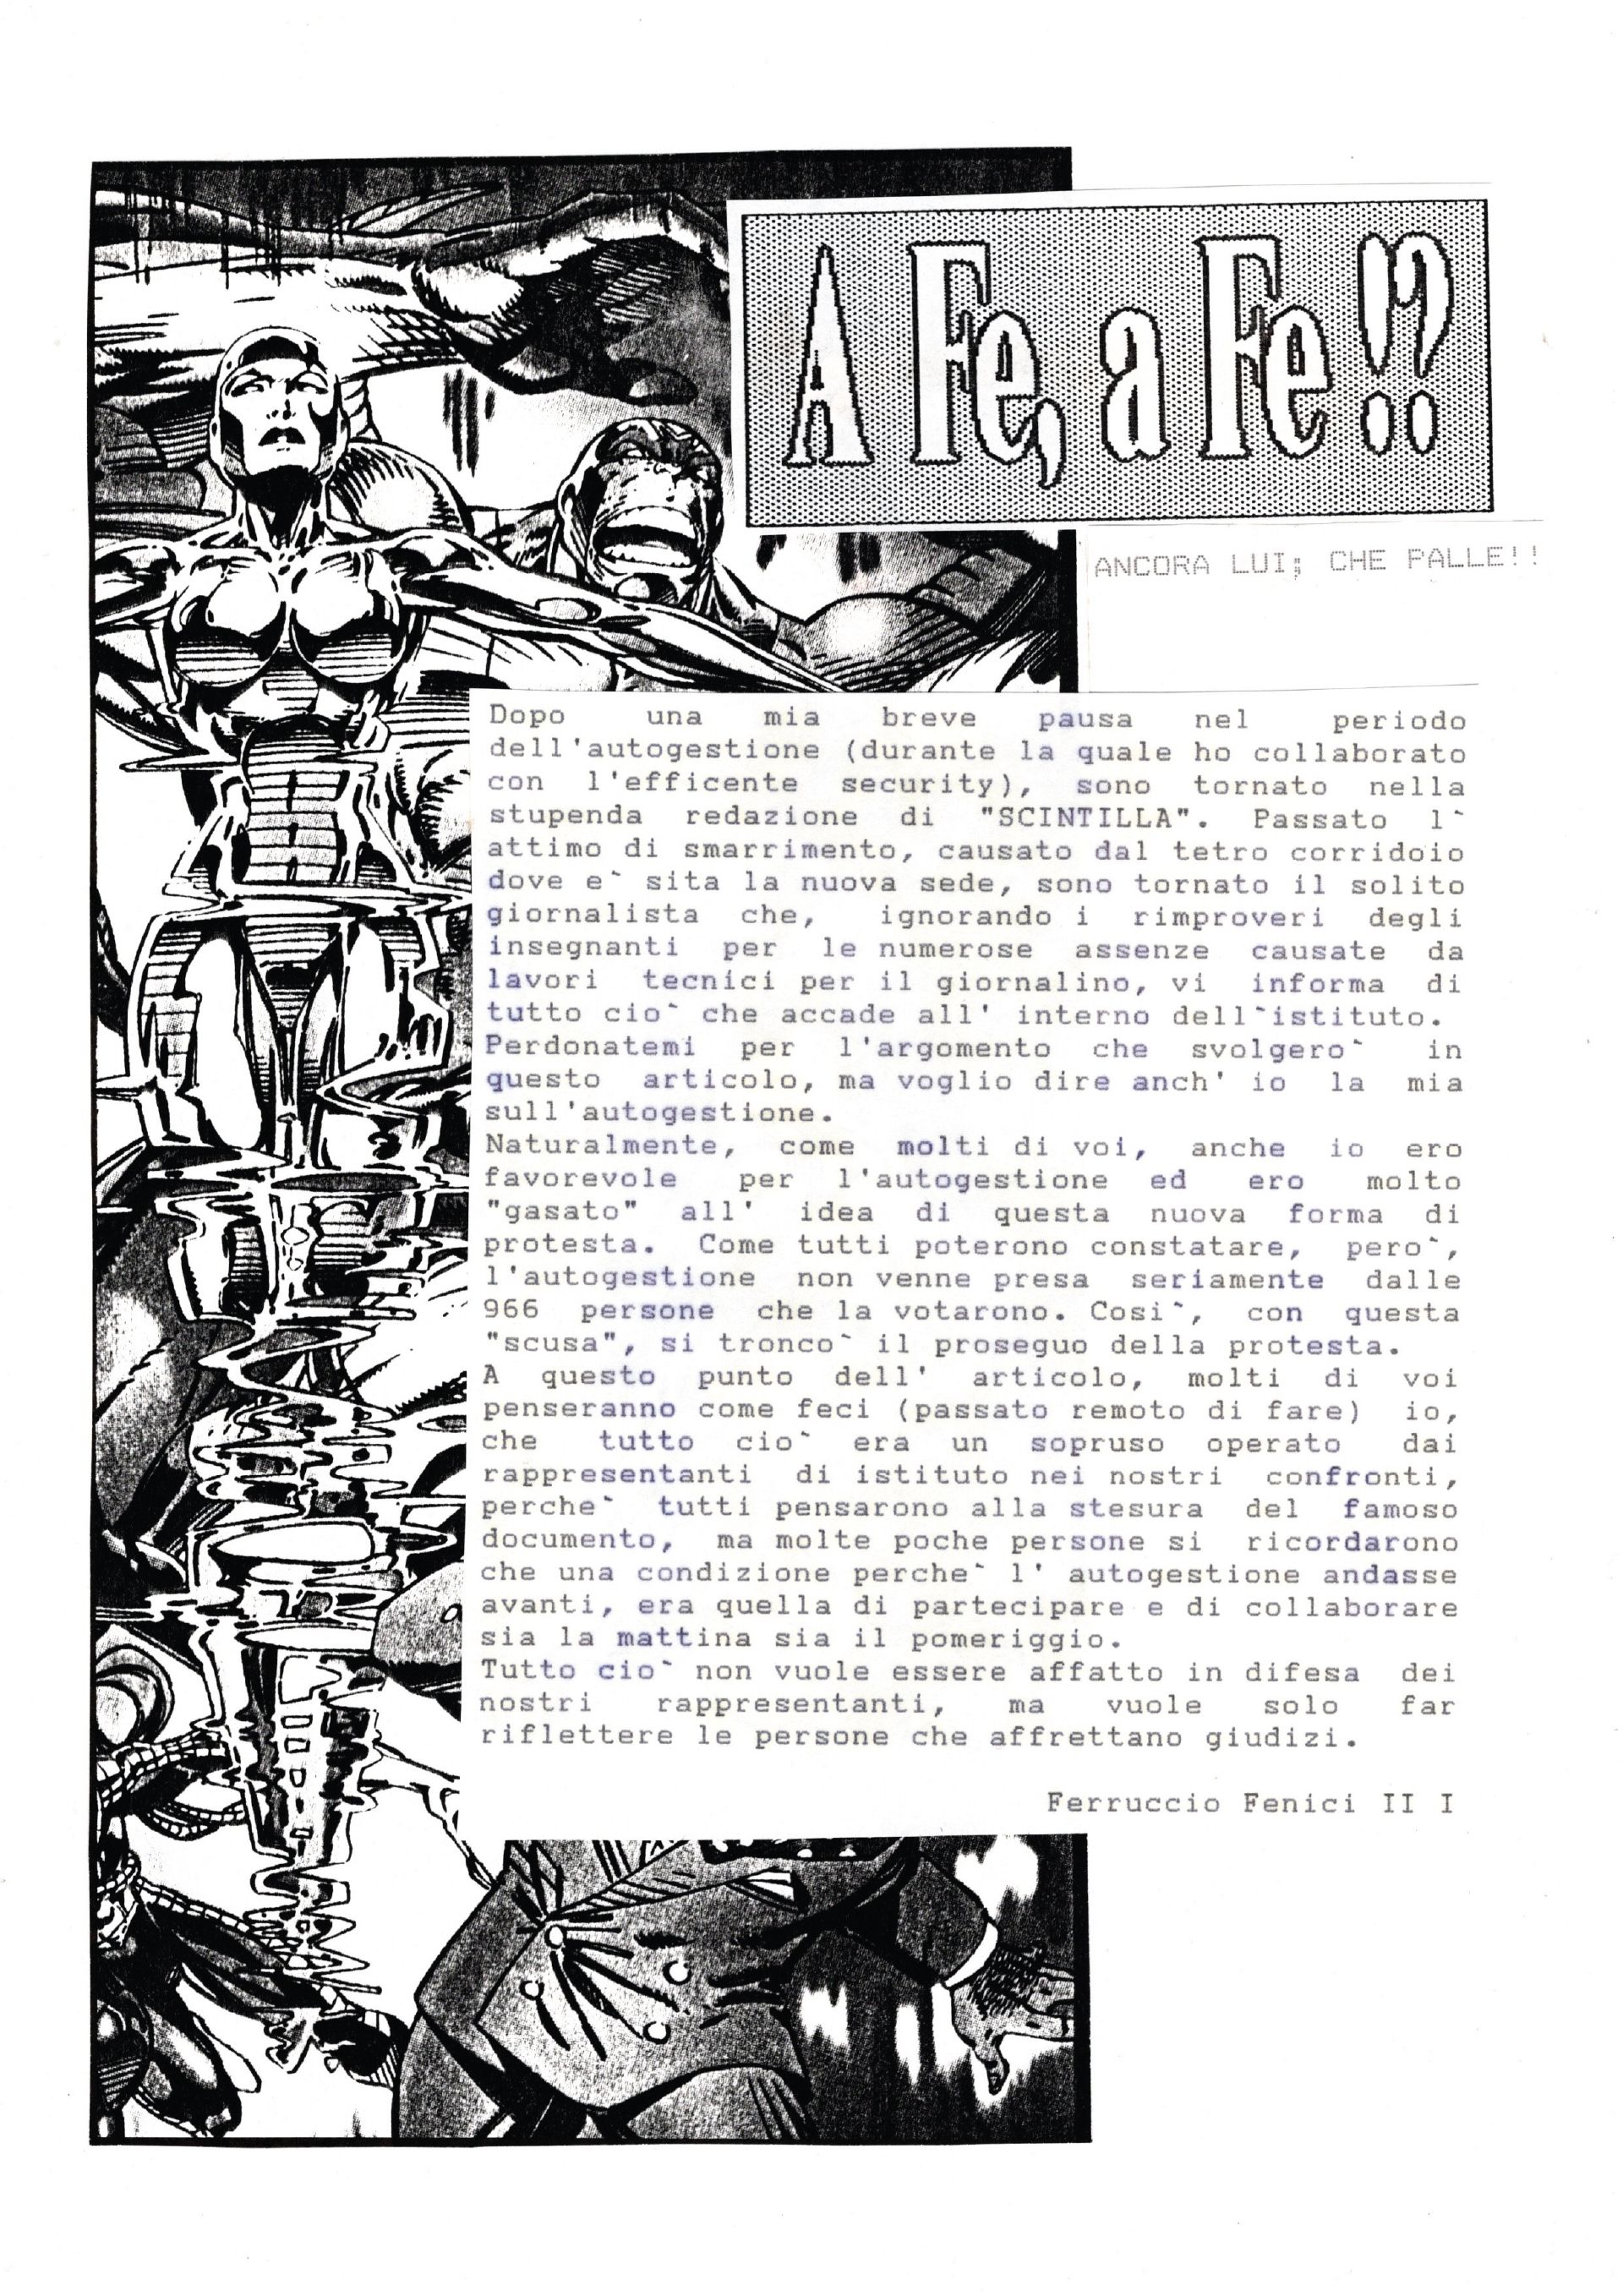 A Fe, a Fe !?
ANCORA LUI; CHE PALLE!!
Dopo una mia breve pausa nel periodo
dell'autogestione (durante la quale ho collaborato
con l'efficente security), sono tornato nella
stupenda redazione di "SCINTILLA". Passato l`
attimo di smarrimento, causato dal tetro corridoio
dove e` sita la nuova sede, sono tornato il solito
giornalista che, ignorando i rimproveri degli
insegnanti per le numerose assenze causate da
lavori tecnici per il giornalino, vi informa di
tutto cio` che accade all' interno dell`istituto.
Perdonatemi per l'argomento che svolgero` in
questo articolo, ma voglio dire anch' io la mia
sull'autogestione.
Naturalmente, come molti di voi, anche io ero
favorevole per l'autogestione ed ero molto
"gasato" all' idea di questa nuova forma di
protesta. Come tutti poterono constatare, pero`,
l'autogestione non venne presa seriamente dalle
966 persone che la votarono. Cosi`, con questa
"scusa", si tronco` il proseguo della protesta.
A questo punto dell' articolo, molti di voi
penseranno come feci (passato remoto di fare) io,
che tutto cio` era un sopruso operato dai
rappresentanti di istituto nei nostri confronti,
perche` tutti pensarono alla stesura del famoso
documento, ma molte poche persone si ricordarono
che una condizione perche` l' autogestione andasse
avanti, era quella di partecipare e di collaborare
sia la mattina sia il pomeriggio.
Tutto cio` non vuole essere affatto in difesa dei
nostri rappresentanti, ma vuole solo far
riflettere le persone che affrettano giudizi.
Ferruccio Fenici II I